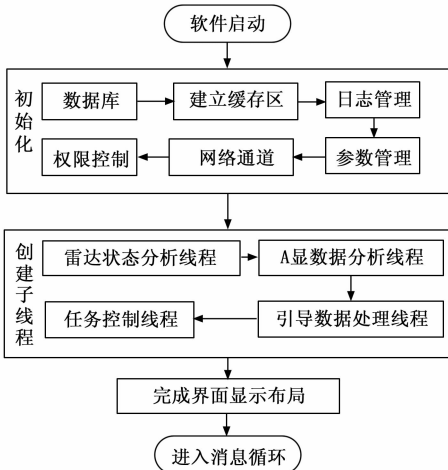 软件启动
初始化
数据库
建立缓存区
日志管理
权限控制
网络通道
参数管理
创建子线程
雷达状态分析线程
A显数据分析线程
任务控制线程
引导数据处理线程
完成界面显示布局
进入消息循环